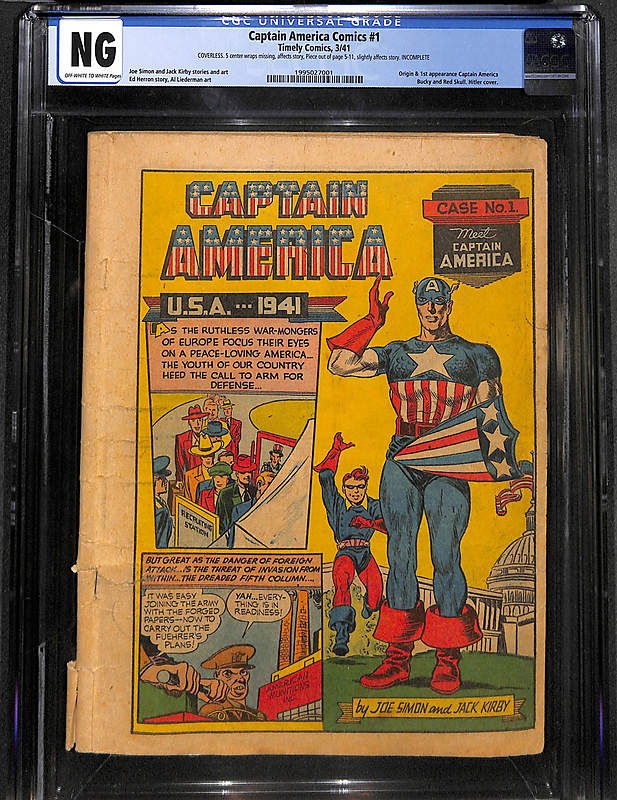 CGC UNIVERSAL GRADE
NG
OFF-WHITE TO WHITE Pages
Captain America Comics #1
Timely Comics, 3/41
COVERLESS. 5 center wraps missing, affects story, Piece out of page 5-11, slightly affects story. INCOMPLETE
Joe Simon and Jack Kirby stories and art
Ed Herron story, Al Liederman art
1995027001
Origin & 1st appearance Captain America
Bucky and Red Skull. Hitler cover.
CAPTAIN
AMERICA
CASE No.1.
Meet
CAPTAIN
AMERICA
U.S.A. ··· 1941
AS THE RUTHLESS WAR-MONGERS
OF EUROPE FOCUS THEIR EYES
ON A PEACE-LOVING AMERICA...
THE YOUTH OF OUR COUNTRY
HEED THE CALL TO ARM FOR
DEFENSE...
A
RECRUITING
STATION
BUT GREAT AS THE DANGER OF FOREIGN
ATTACK...IS THE THREAT OF INVASION FROM
WITHIN...THE DREADED FIFTH COLUMN....
IT WAS EASY
JOINING THE ARMY
WITH THE FORGED
PAPERS--NOW TO
CARRY OUT THE
FUEHRER'S
PLANS!
YAH...EVERY-
THING IS IN
READINESS!
AMERICAN
MUNITIONS
INC.
by JOE SIMON and JACK KIRBY